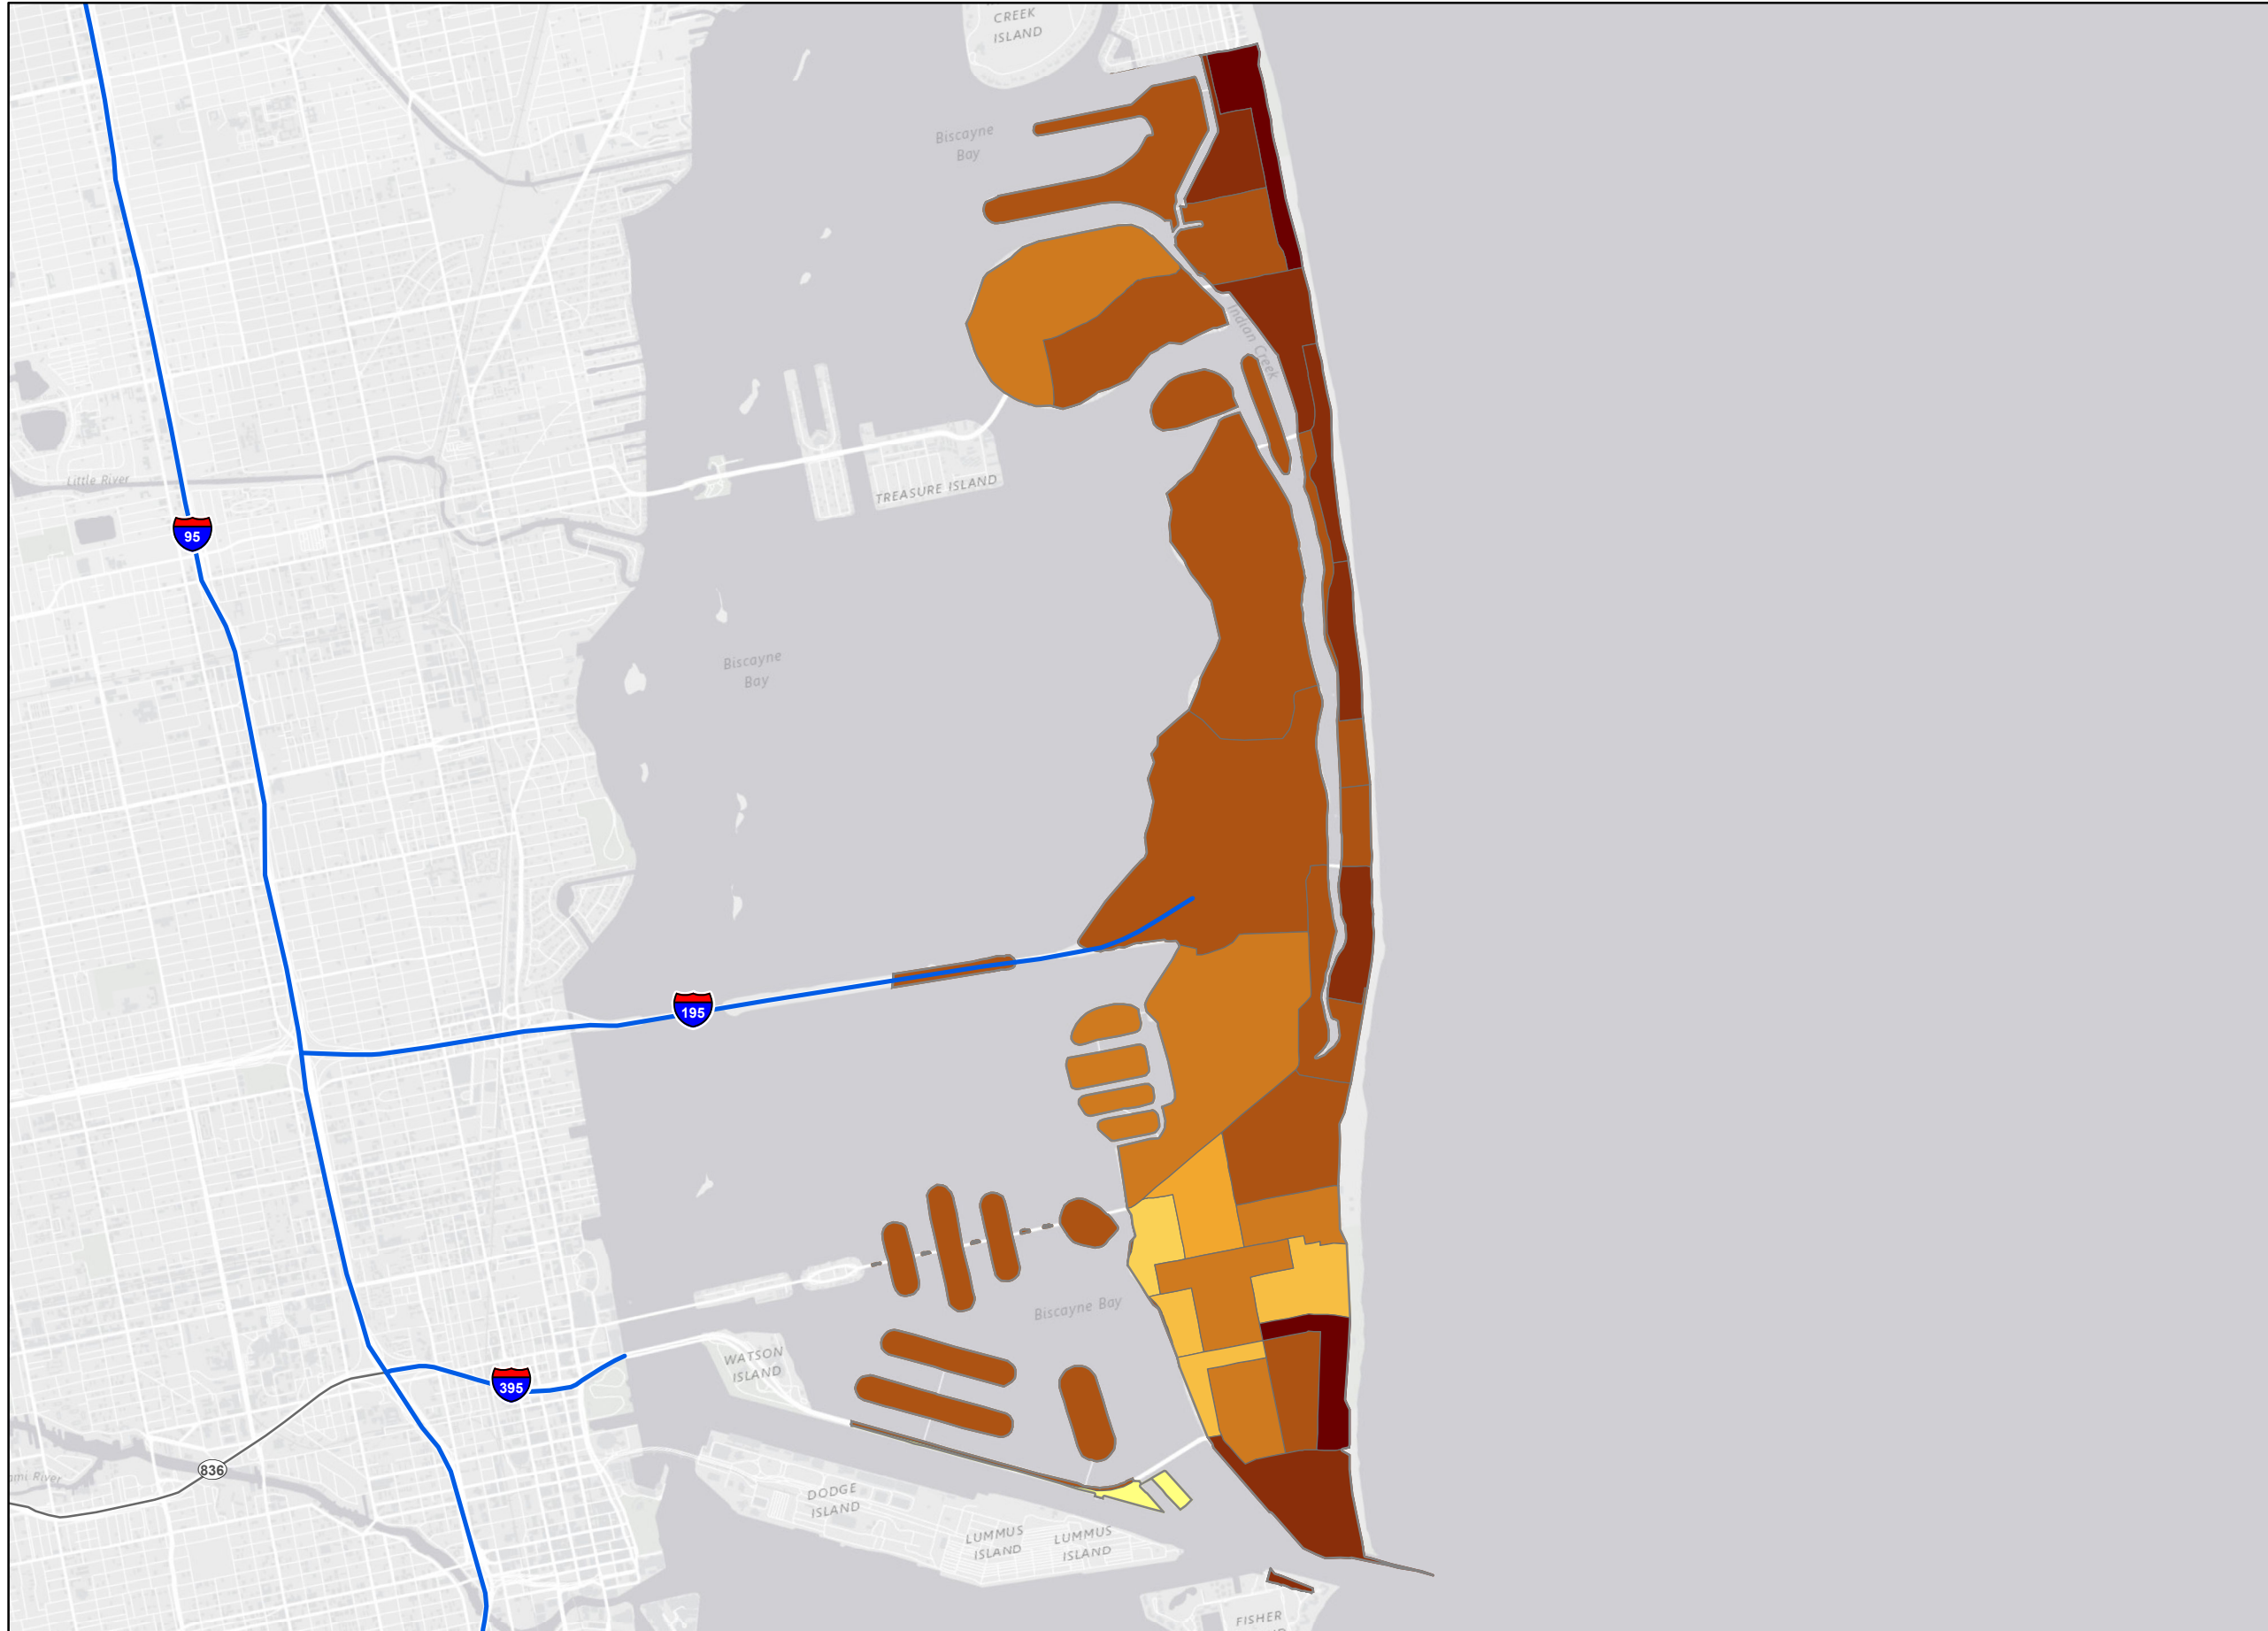 CREEK
ISLAND
Biscayne
Bay
Indian Creek
Little River
TREASURE ISLAND
95
Biscayne
Bay
195
Biscayne Bay
WATSON
ISLAND
395
836
DODGE
ISLAND
LUMMUS
ISLAND
LUMMUS
ISLAND
River
FISHER